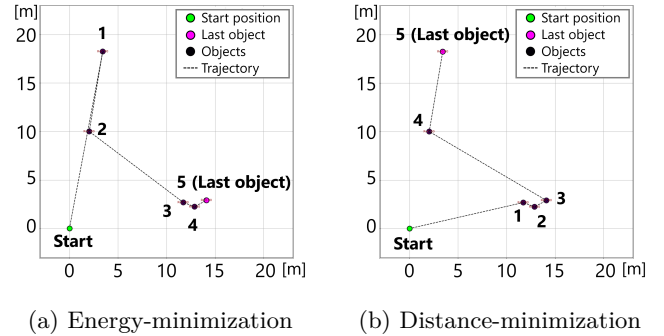 [m]
20
15
10
5
0
0 5 10 15 20 [m]
1
2
3
4
5 (Last object)
Start
Start position
Last object
Objects
Trajectory
(a) Energy-minimization
[m]
20
15
10
5
0
0 5 10 15 20 [m]
5 (Last object)
4
3
1
2
Start
Start position
Last object
Objects
Trajectory
(b) Distance-minimization